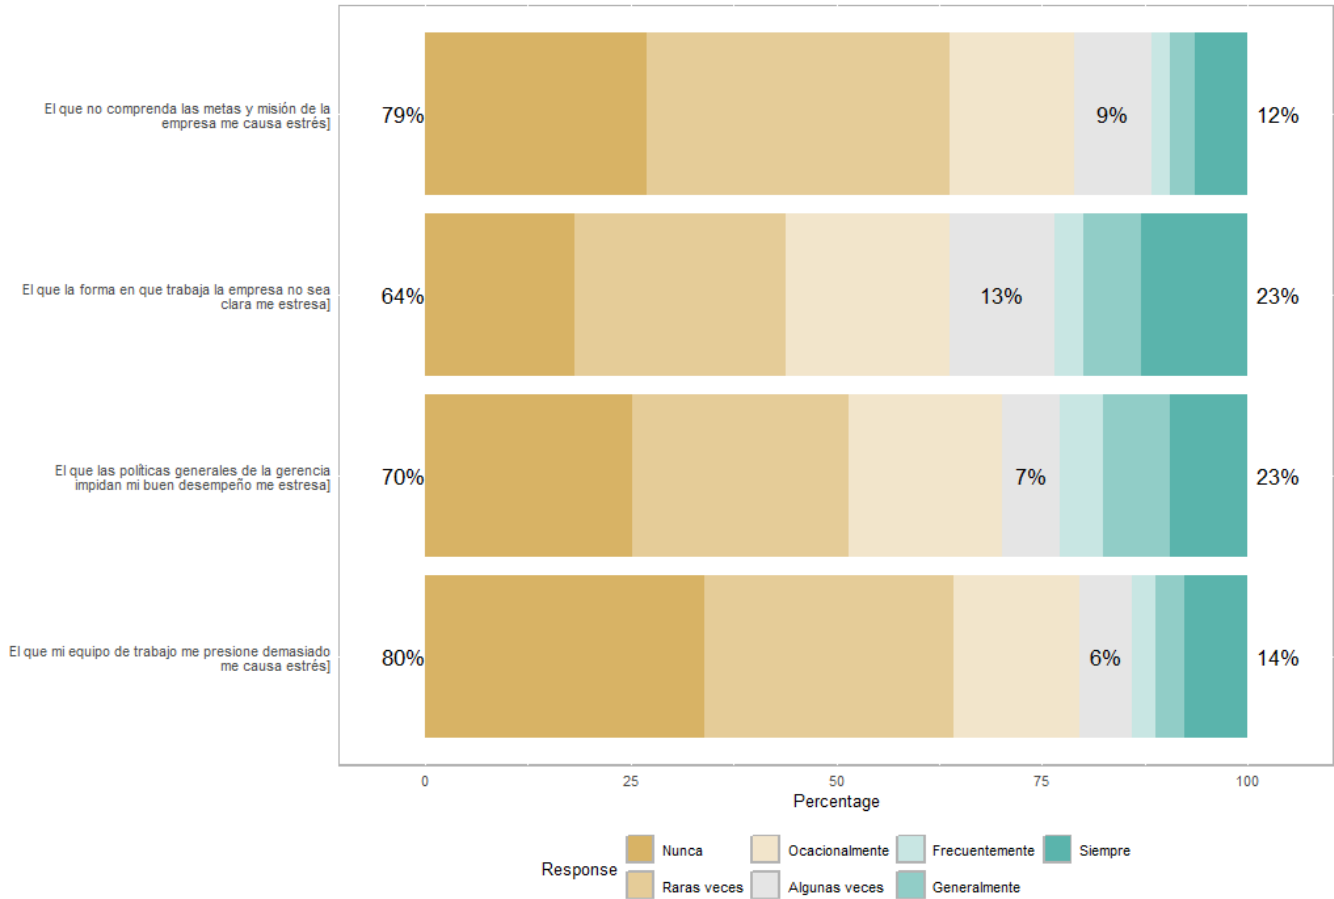 El que no comprenda las metas y misión de la
empresa me causa estrés]
79%
9%
12%
El que la forma en que trabaja la empresa no sea
clara me estresa]
64%
13%
23%
El que las políticas generales de la gerencia
impidan mi buen desempeño me estresa]
70%
7%
23%
El que mi equipo de trabajo me presione demasiado
me causa estrés]
80%
6%
14%
0 25 50 75 100
Percentage
Response
Nunca Ocacionalmente Frecuentemente Siempre
Raras veces Algunas veces Generalmente